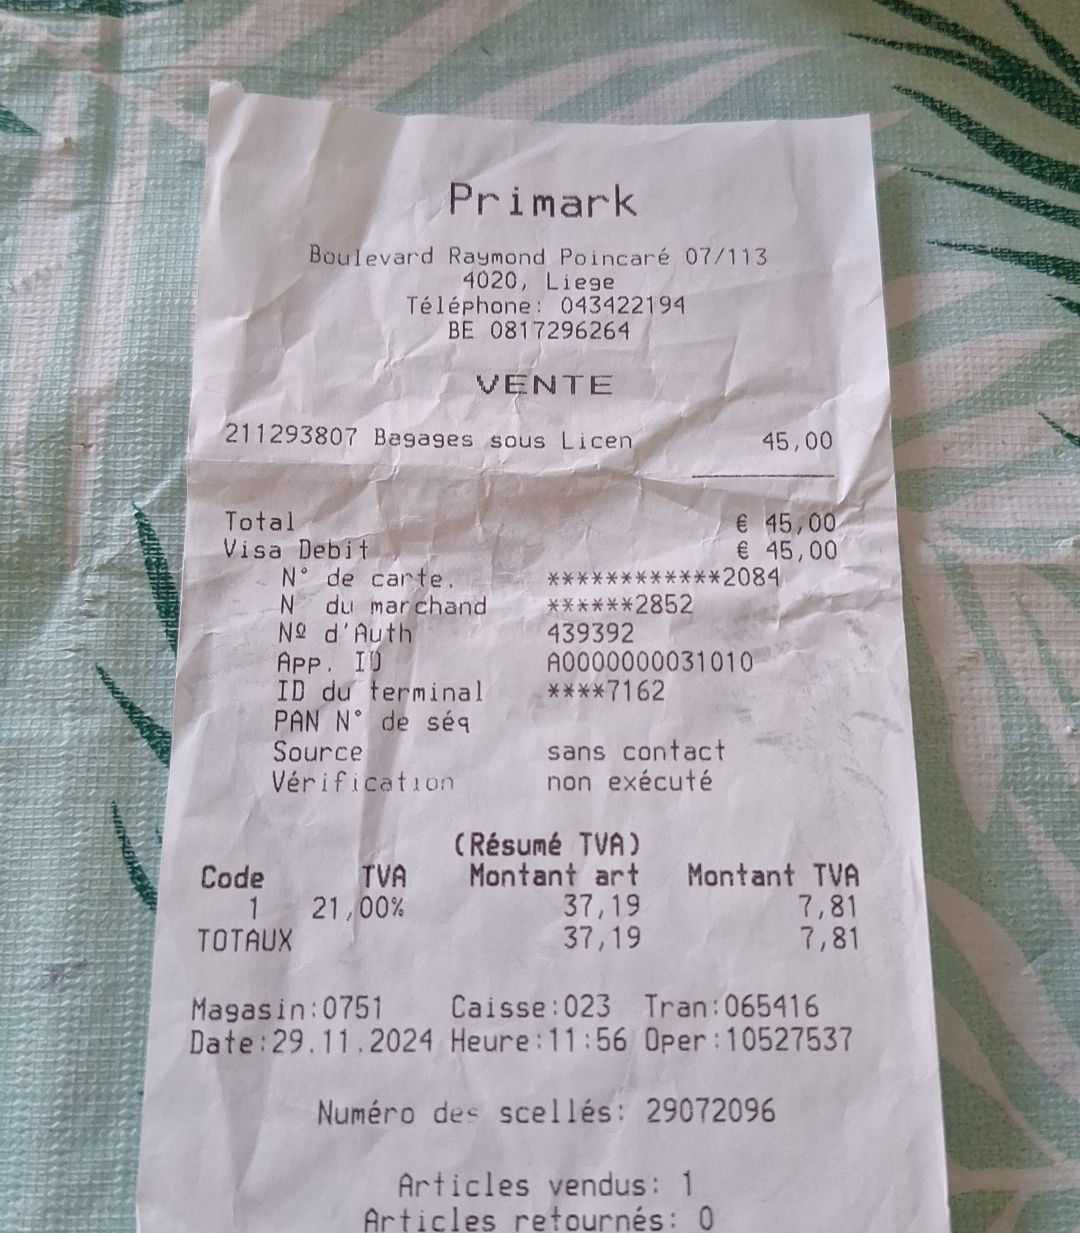 Primark
Boulevard Raymond Poincaré 07/113
4020, Liege
Téléphone: 043422194
BE 0817296264
VENTE
211293807 Bagages sous Licen 45,00
Total € 45,00
Visa Debit € 45,00
N° de carte. ************2084
N du marchand ******2852
Nº d'Auth 439392
App. ID A0000000031010
ID du terminal ****7162
PAN N° de séq
Source sans contact
Vérification non exécuté
(Résumé TVA)
Code TVA Montant art Montant TVA
1 21,00% 37,19 7,81
TOTAUX 37,19 7,81
Magasin:0751 Caisse:023 Tran:065416
Date:29.11.2024 Heure:11:56 Oper:10527537
Numéro des scellés: 29072096
Articles vendus: 1
Articles retournés: 0